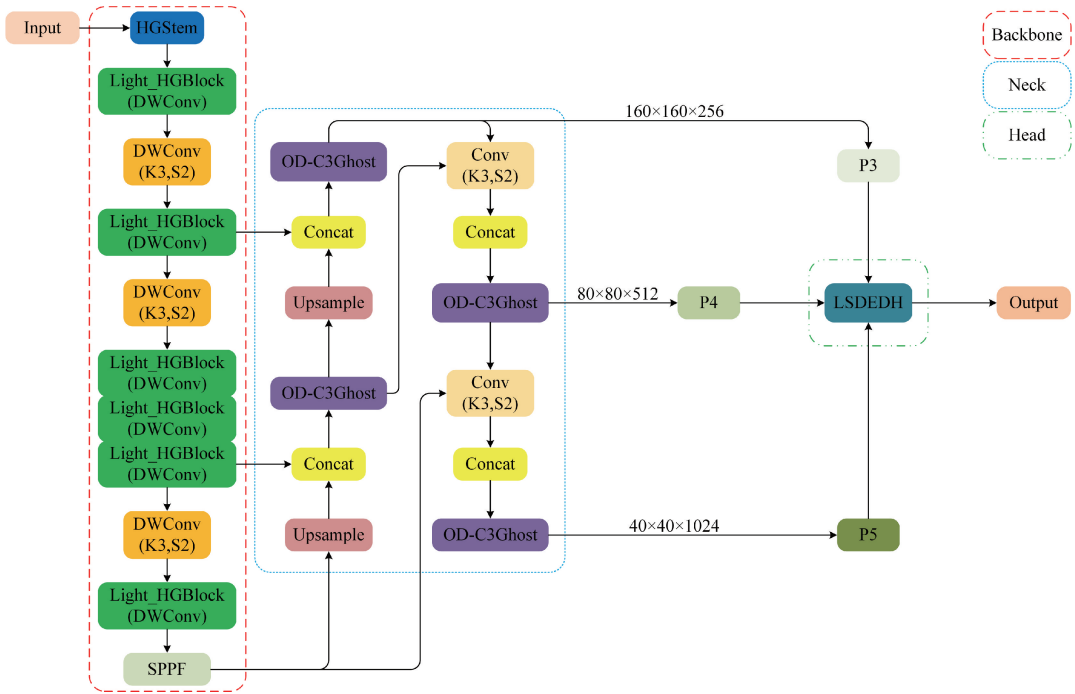 Input
HGStem
Light_HGBlock
(DWConv)
DWConv
(K3,S2)
Light_HGBlock
(DWConv)
DWConv
(K3,S2)
Light_HGBlock
(DWConv)
Light_HGBlock
(DWConv)
Light_HGBlock
(DWConv)
DWConv
(K3,S2)
Light_HGBlock
(DWConv)
SPPF
OD-C3Ghost
Concat
Upsample
OD-C3Ghost
Concat
Upsample
Conv
(K3,S2)
Concat
OD-C3Ghost
Conv
(K3,S2)
Concat
OD-C3Ghost
160×160×256
80×80×512
40×40×1024
P3
P4
P5
LSDEDH
Output
Backbone
Neck
Head